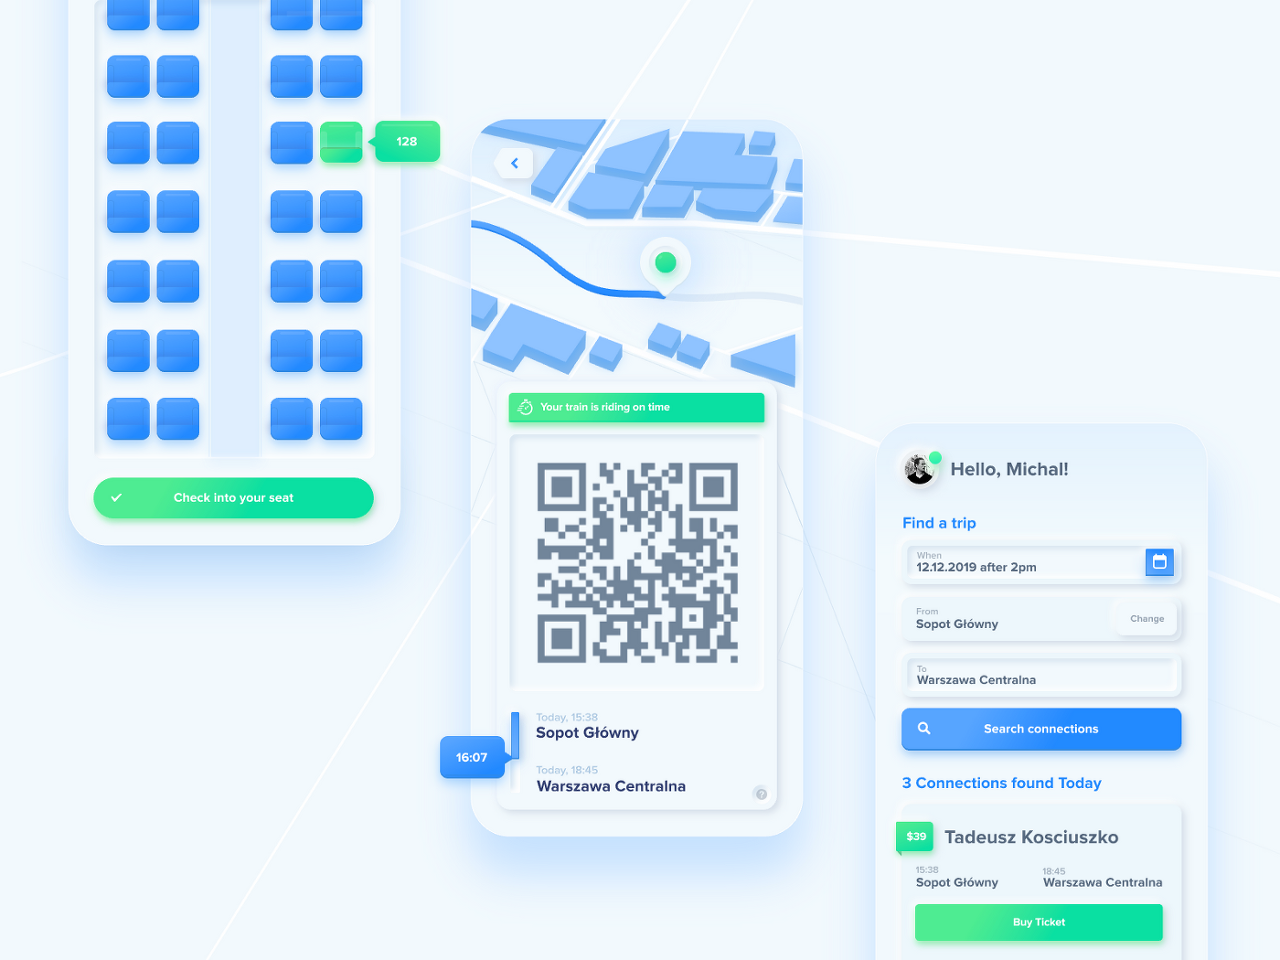 128
Check into your seat
Your train is riding on time
Today, 15:38
Sopot Główny
16:07
Today, 18:45
Warszawa Centralna
?
Hello, Michal!
Find a trip
When
12.12.2019 after 2pm
From
Sopot Główny
Change
To
Warszawa Centralna
Search connections
3 Connections found Today
$39
Tadeusz Kosciuszko
15:38
Sopot Główny
18:45
Warszawa Centralna
Buy Ticket